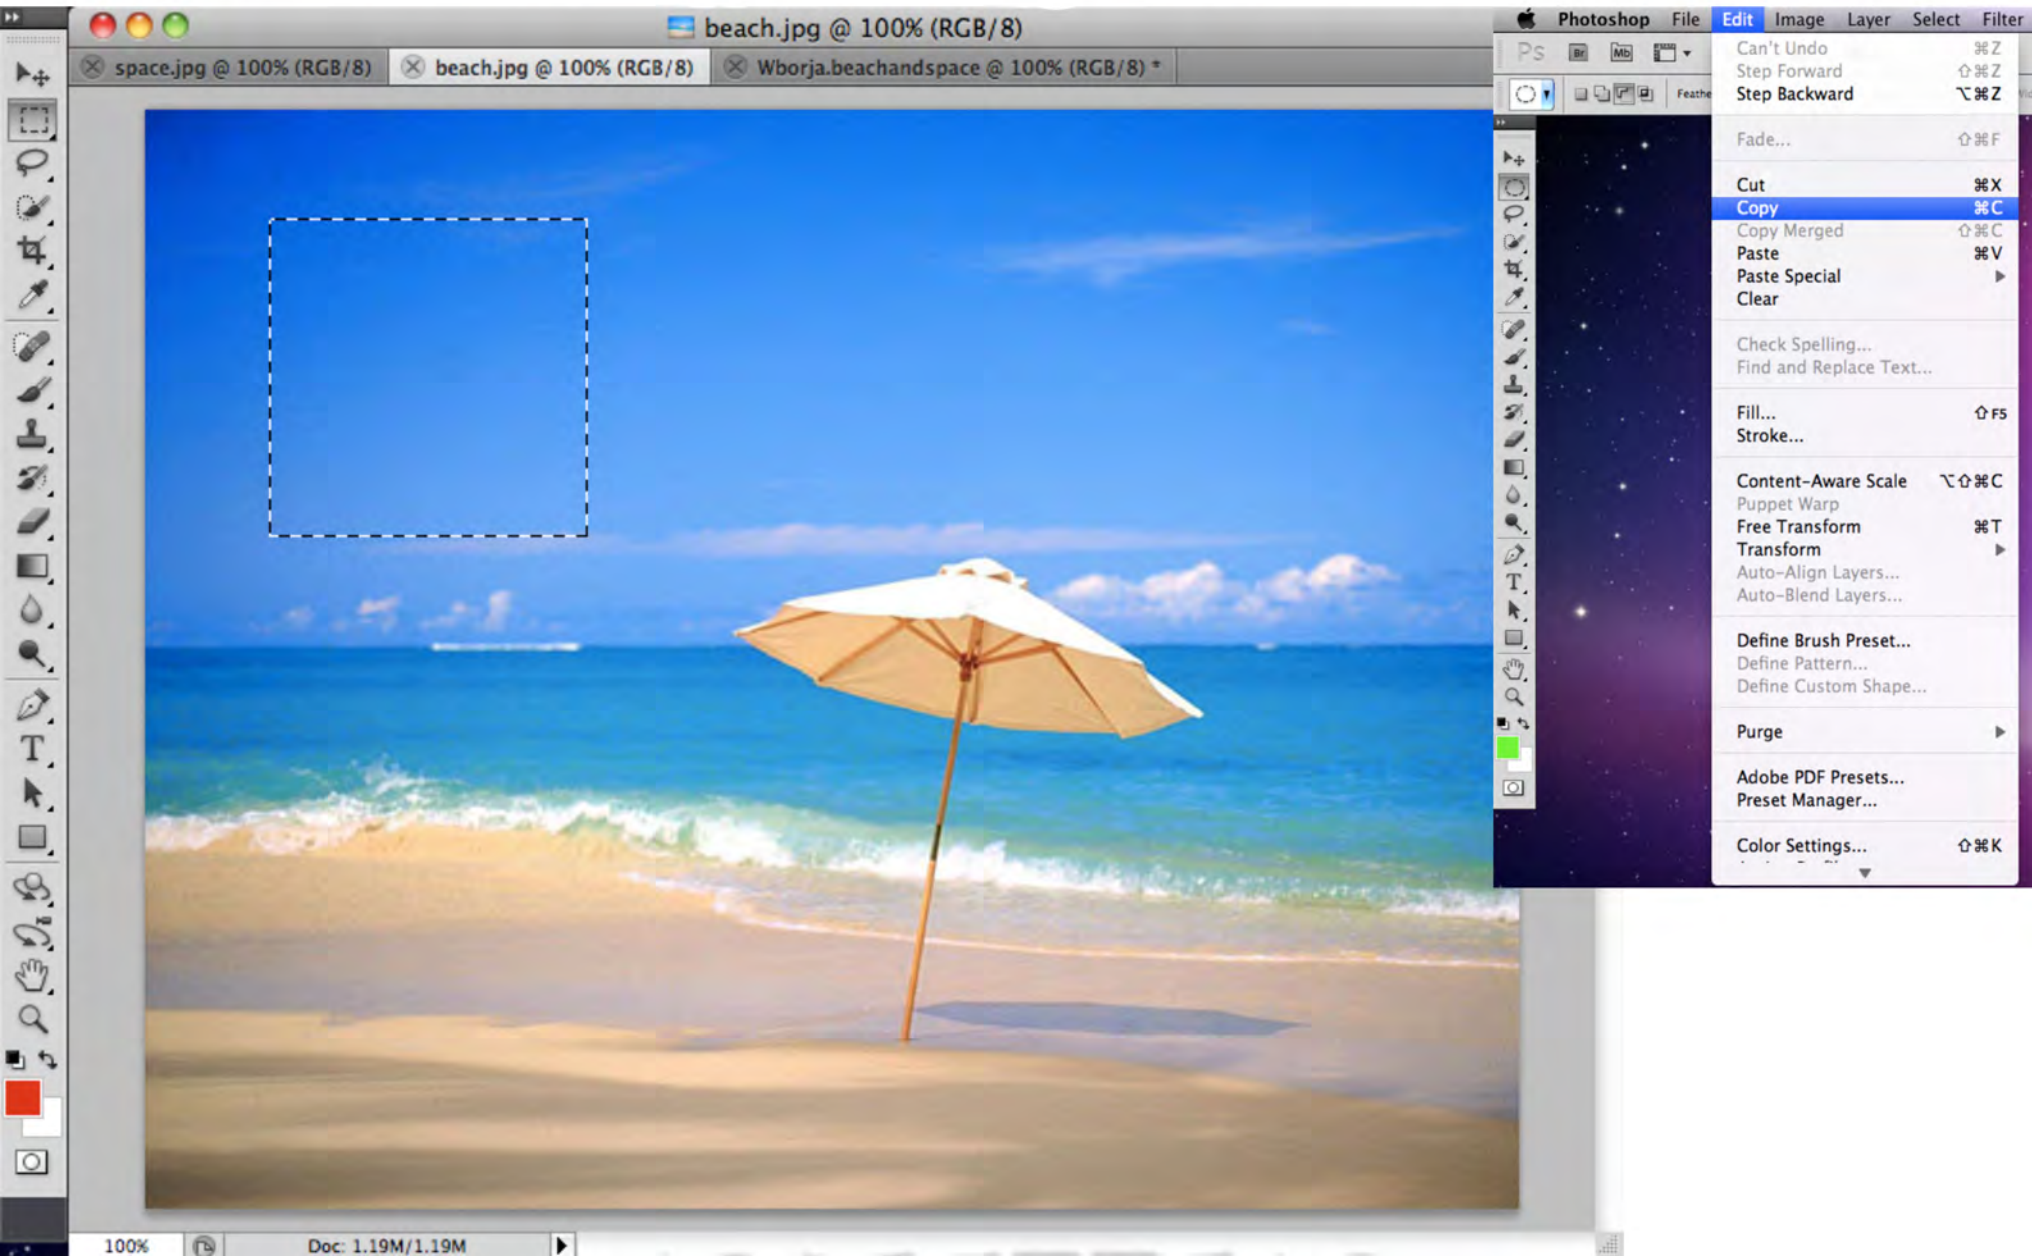 beach.jpg @ 100% (RGB/8)
space.jpg @ 100% (RGB/8)
beach.jpg @ 100% (RGB/8)
Wborja.beachandspace @ 100% (RGB/8) *
T
100%
Doc: 1.19M/1.19M
Photoshop File Edit Image Layer Select Filter
Ps Br Mb
Feathe
T
Can't Undo ⌘Z
Step Forward ⇧⌘Z
Step Backward ⌥⌘Z
Fade... ⇧⌘F
Cut ⌘X
Copy ⌘C
Copy Merged ⇧⌘C
Paste ⌘V
Paste Special ▶
Clear
Check Spelling...
Find and Replace Text...
Fill... ⇧F5
Stroke...
Content-Aware Scale ⌥⇧⌘C
Puppet Warp
Free Transform ⌘T
Transform ▶
Auto-Align Layers...
Auto-Blend Layers...
Define Brush Preset...
Define Pattern...
Define Custom Shape...
Purge ▶
Adobe PDF Presets...
Preset Manager...
Color Settings... ⇧⌘K